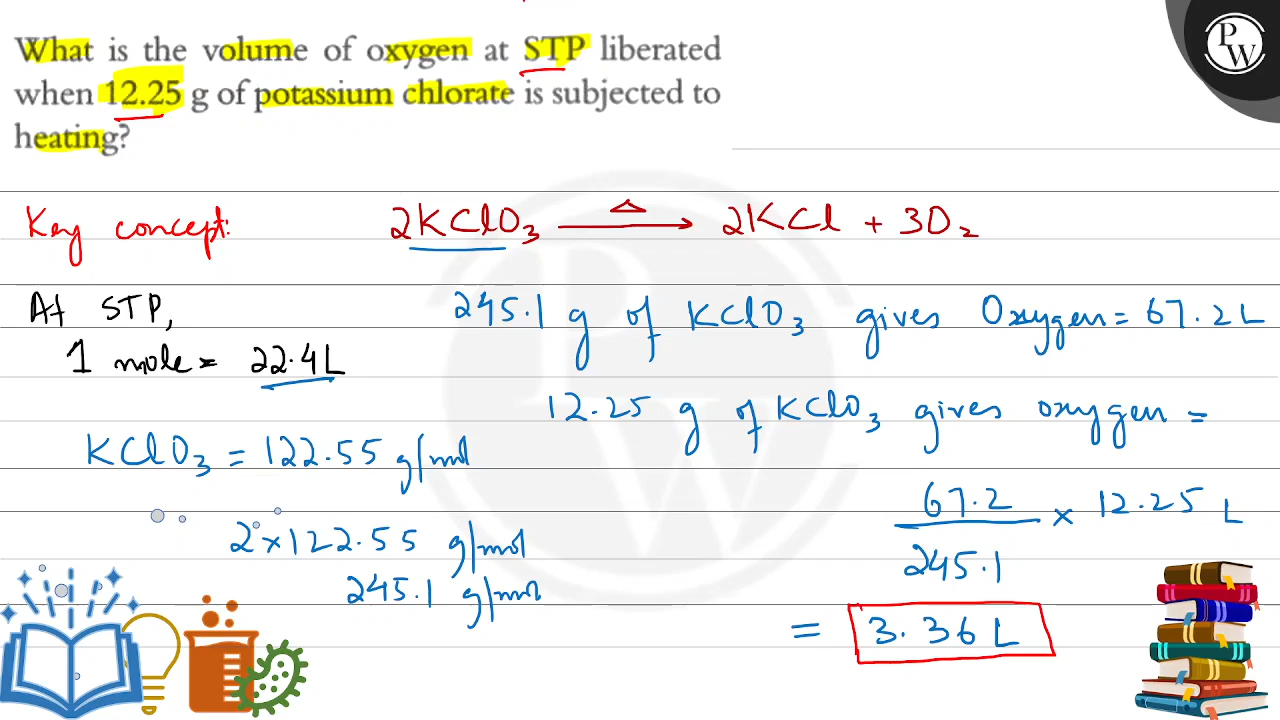 What is the volume of oxygen at STP liberated
when 12.25 g of potassium chlorate is subjected to
heating?
PW
Key concept: 2KClO₃ —Δ→ 2KCl + 3O₂
At STP,
1 mole = 22.4L
KClO₃ = 122.55 g/mol
2×122.55 g/mol
245.1 g/mol
245.1 g of KClO₃ gives Oxygen = 67.2L
12.25 g of KClO₃ gives oxygen =
67.2/245.1 × 12.25 L
= 3.36 L
PW